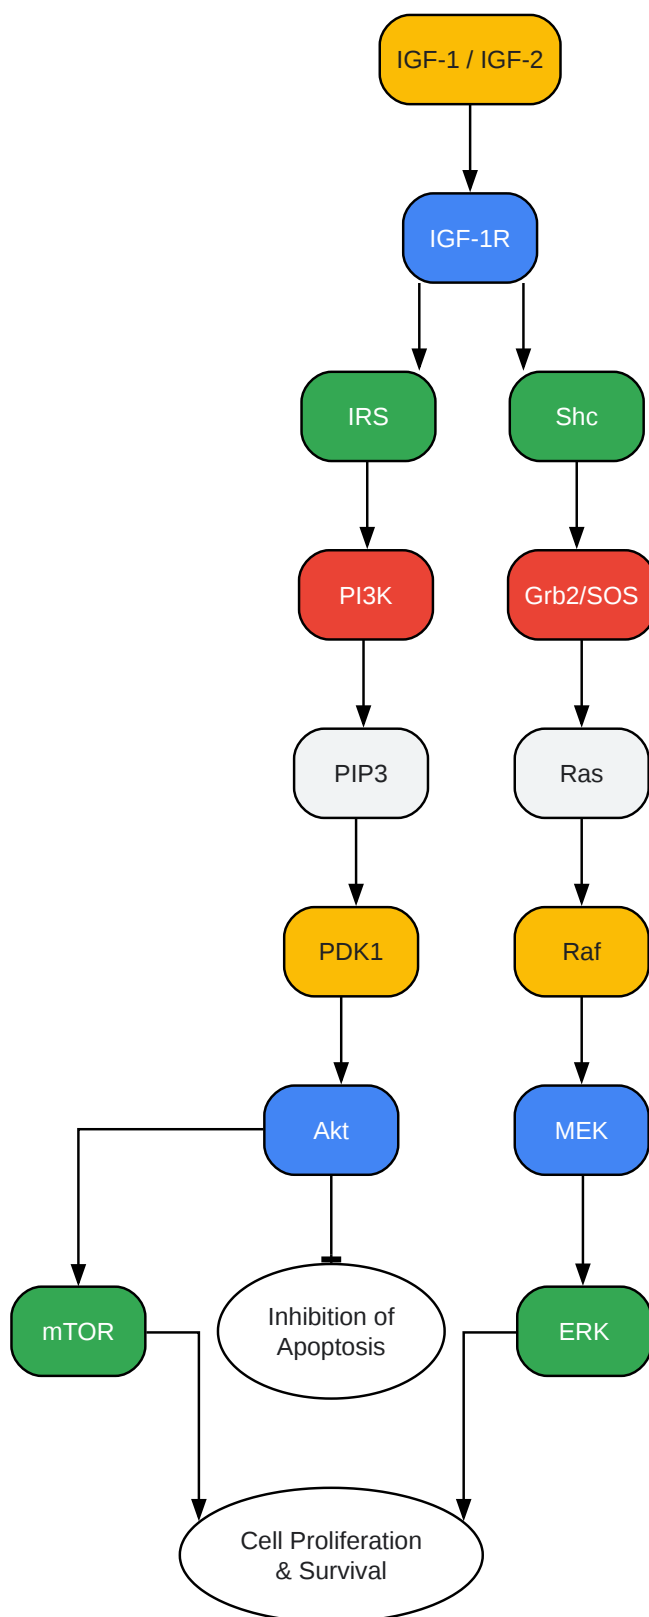 IGF-1 / IGF-2
IGF-1R
IRS
Shc
PI3K
Grb2/SOS
PIP3
Ras
PDK1
Raf
Akt
MEK
mTOR
Inhibition of
Apoptosis
ERK
Cell Proliferation
& Survival